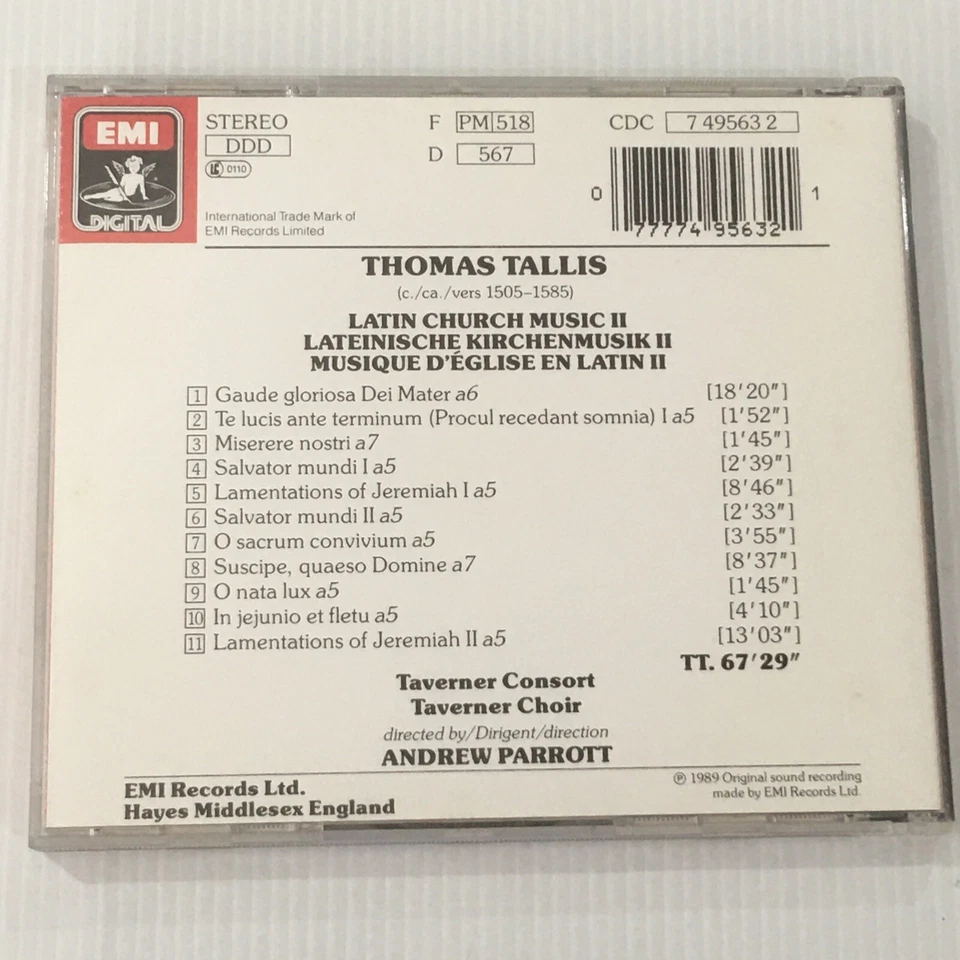 EMI
DIGITAL
STEREO
DDD
LC 0110
International Trade Mark of
EMI Records Limited
F PM 518
D 567
CDC 7 49563 2
0 77774 95632 1
THOMAS TALLIS
(c./ca./vers 1505–1585)
LATIN CHURCH MUSIC II
LATEINISCHE KIRCHENMUSIK II
MUSIQUE D'ÉGLISE EN LATIN II
1 Gaude gloriosa Dei Mater a6 [18'20"]
2 Te lucis ante terminum (Procul recedant somnia) I a5 [1'52"]
3 Miserere nostri a7 [1'45"]
4 Salvator mundi I a5 [2'39"]
5 Lamentations of Jeremiah I a5 [8'46"]
6 Salvator mundi II a5 [2'33"]
7 O sacrum convivium a5 [3'55"]
8 Suscipe, quaeso Domine a7 [8'37"]
9 O nata lux a5 [1'45"]
10 In jejunio et fletu a5 [4'10"]
11 Lamentations of Jeremiah II a5 [13'03"]
TT. 67'29"
Taverner Consort
Taverner Choir
directed by/Dirigent/direction
ANDREW PARROTT
EMI Records Ltd.
Hayes Middlesex England
℗ 1989 Original sound recording
made by EMI Records Ltd.